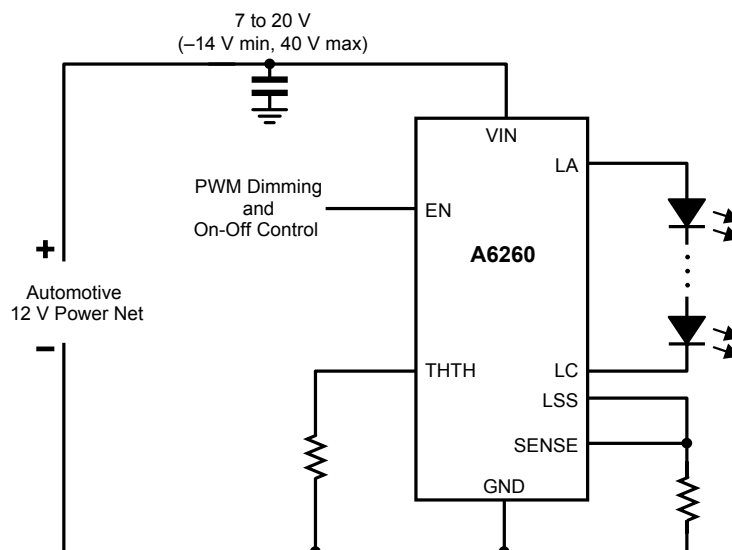 7 to 20 V
(–14 V min, 40 V max)
VIN
LA
PWM Dimming
and
On-Off Control
EN
A6260
+
Automotive
12 V Power Net
–
THTH
LC
LSS
SENSE
GND